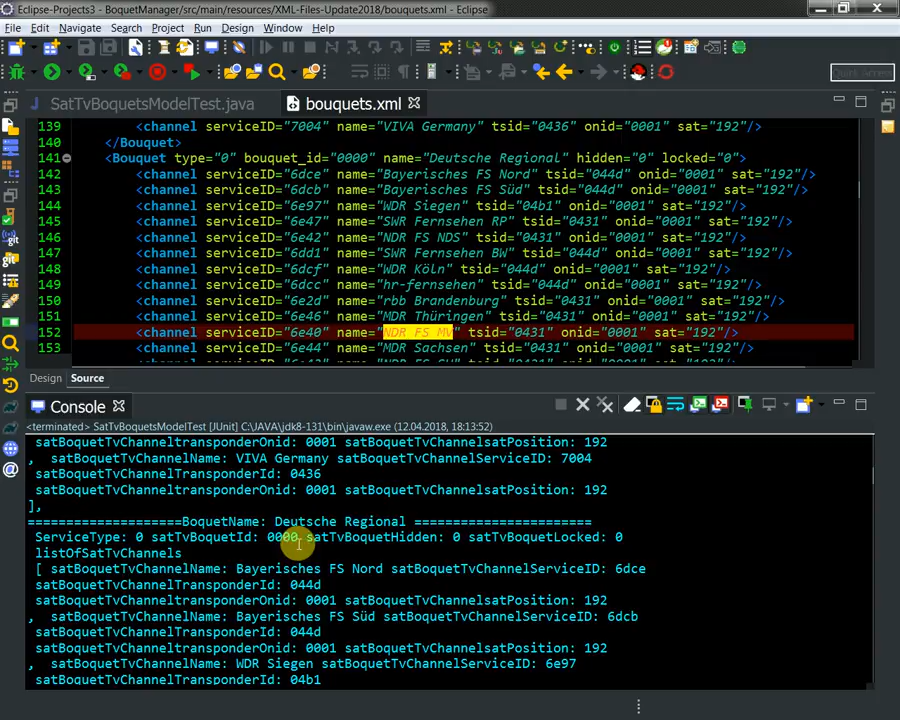 Eclipse-Projects3 - BoquetManager/src/main/resources/XML-Files-Update2018/bouquets.xml - Eclipse
File Edit Navigate Search Project Run Design Window Help
Quick Access
SatTvBoquetsModelTest.java bouquets.xml
139 <channel serviceID="7004" name="VIVA Germany" tsid="0436" onid="0001" sat="192"/>
140 </Bouquet>
141 <Bouquet type="0" bouquet_id="0000" name="Deutsche Regional" hidden="0" locked="0">
142 <channel serviceID="6dce" name="Bayerisches FS Nord" tsid="044d" onid="0001" sat="192"/>
143 <channel serviceID="6dcb" name="Bayerisches FS Süd" tsid="044d" onid="0001" sat="192"/>
144 <channel serviceID="6e97" name="WDR Siegen" tsid="04b1" onid="0001" sat="192"/>
145 <channel serviceID="6e47" name="SWR Fernsehen RP" tsid="0431" onid="0001" sat="192"/>
146 <channel serviceID="6e42" name="NDR FS NDS" tsid="0431" onid="0001" sat="192"/>
147 <channel serviceID="6dd1" name="SWR Fernsehen BW" tsid="044d" onid="0001" sat="192"/>
148 <channel serviceID="6dcf" name="WDR Köln" tsid="044d" onid="0001" sat="192"/>
149 <channel serviceID="6dcc" name="hr-fernsehen" tsid="044d" onid="0001" sat="192"/>
150 <channel serviceID="6e2d" name="rbb Brandenburg" tsid="0431" onid="0001" sat="192"/>
151 <channel serviceID="6e46" name="MDR Thüringen" tsid="0431" onid="0001" sat="192"/>
152 <channel serviceID="6e40" name="NDR FS MV" tsid="0431" onid="0001" sat="192"/>
153 <channel serviceID="6e44" name="MDR Sachsen" tsid="0431" onid="0001" sat="192"/>
Design Source
Console
<terminated> SatTvBoquetsModelTest [JUnit] C:\JAVA\jdk8-131\bin\javaw.exe (12.04.2018, 18:13:52)
satBoquetTvChanneltransponderOnid: 0001 satBoquetTvChannelsatPosition: 192
, satBoquetTvChannelName: VIVA Germany satBoquetTvChannelServiceID: 7004
satBoquetTvChannelTransponderId: 0436
satBoquetTvChanneltransponderOnid: 0001 satBoquetTvChannelsatPosition: 192
],
====================BoquetName: Deutsche Regional =======================
ServiceType: 0 satTvBoquetId: 0000 satTvBoquetHidden: 0 satTvBoquetLocked: 0
listOfSatTvChannels
[ satBoquetTvChannelName: Bayerisches FS Nord satBoquetTvChannelServiceID: 6dce
satBoquetTvChannelTransponderId: 044d
satBoquetTvChanneltransponderOnid: 0001 satBoquetTvChannelsatPosition: 192
, satBoquetTvChannelName: Bayerisches FS Süd satBoquetTvChannelServiceID: 6dcb
satBoquetTvChannelTransponderId: 044d
satBoquetTvChanneltransponderOnid: 0001 satBoquetTvChannelsatPosition: 192
, satBoquetTvChannelName: WDR Siegen satBoquetTvChannelServiceID: 6e97
satBoquetTvChannelTransponderId: 04b1